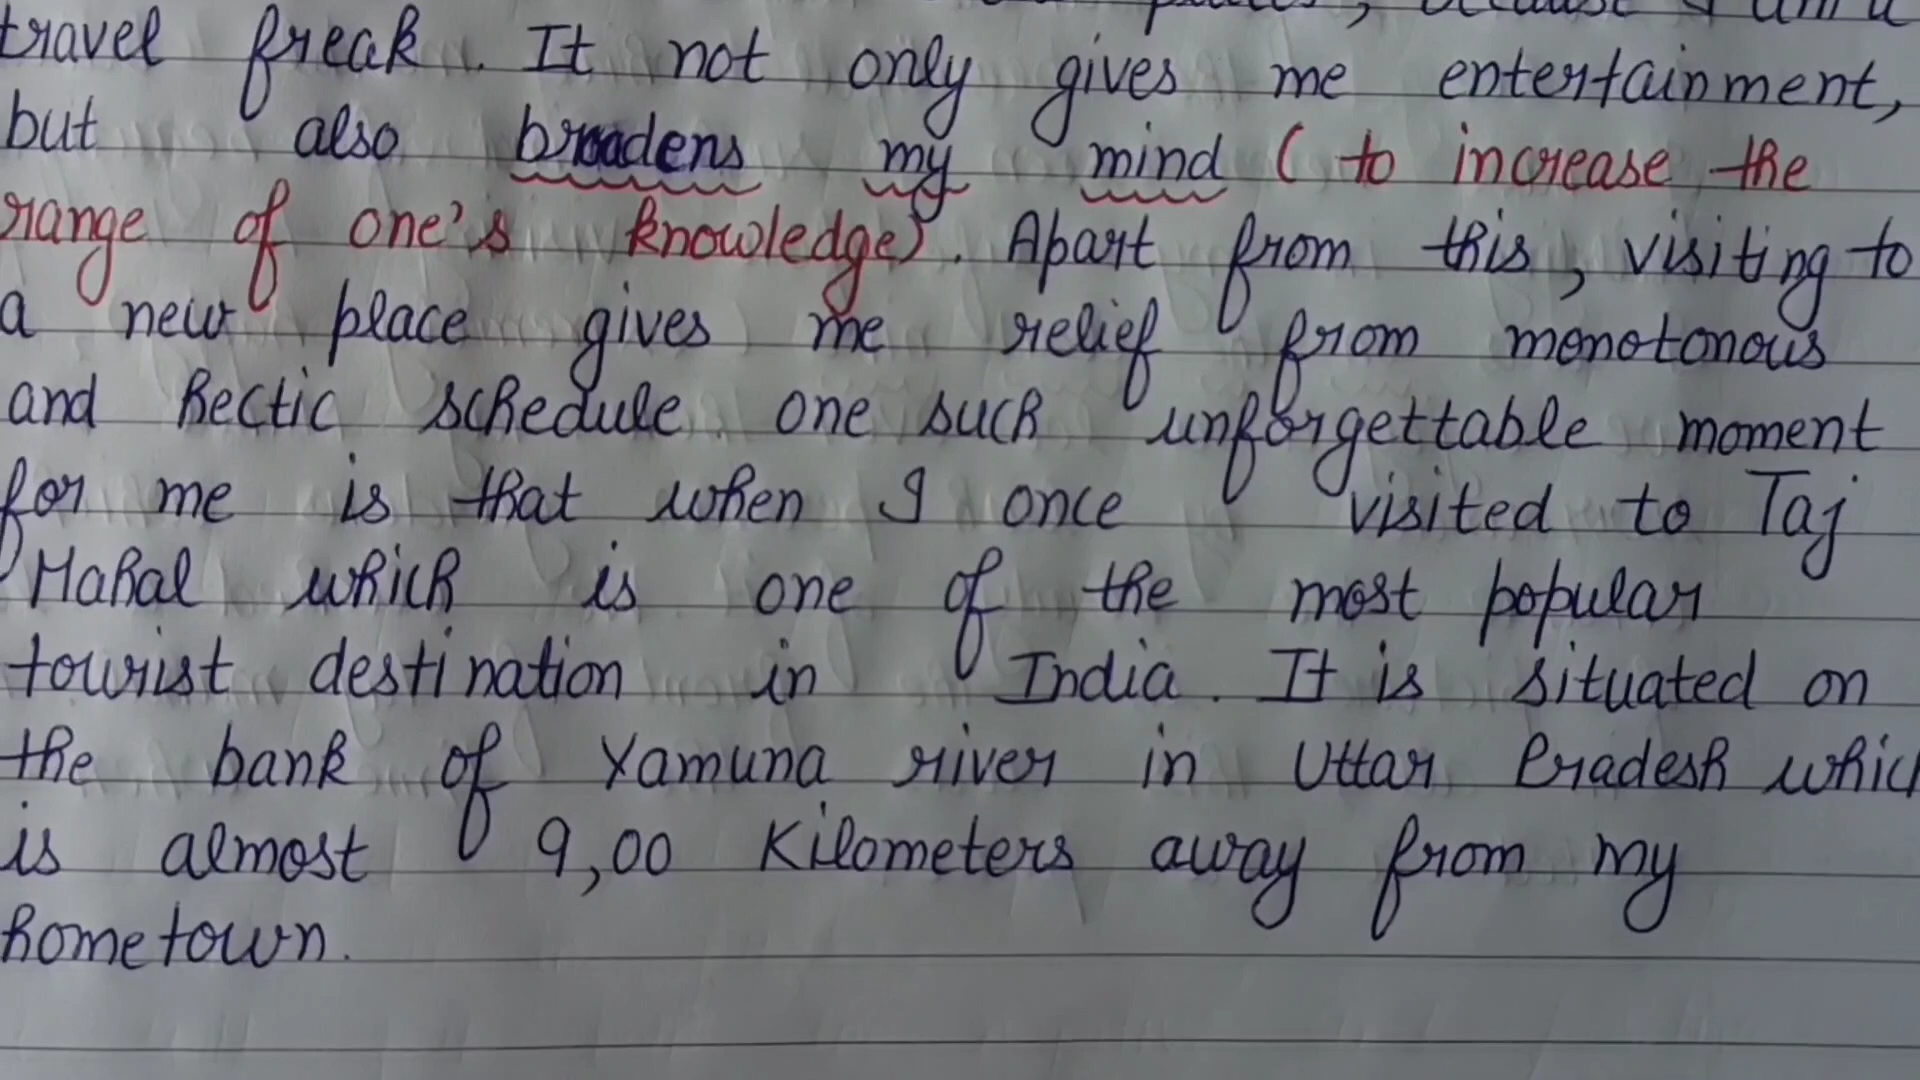 because I am a
travel freak. It not only gives me entertainment,
but also broadens my mind ( to increase the
range of one's knowledge). Apart from this, visiting to
a new place gives me relief from monotonous
and hectic schedule. one such unforgettable moment
for me is that when I once visited to Taj
Mahal which is one of the most popular
tourist destination in India. It is situated on
the bank of Yamuna river in Uttar Pradesh which
is almost 9,00 Kilometers away from my
hometown.